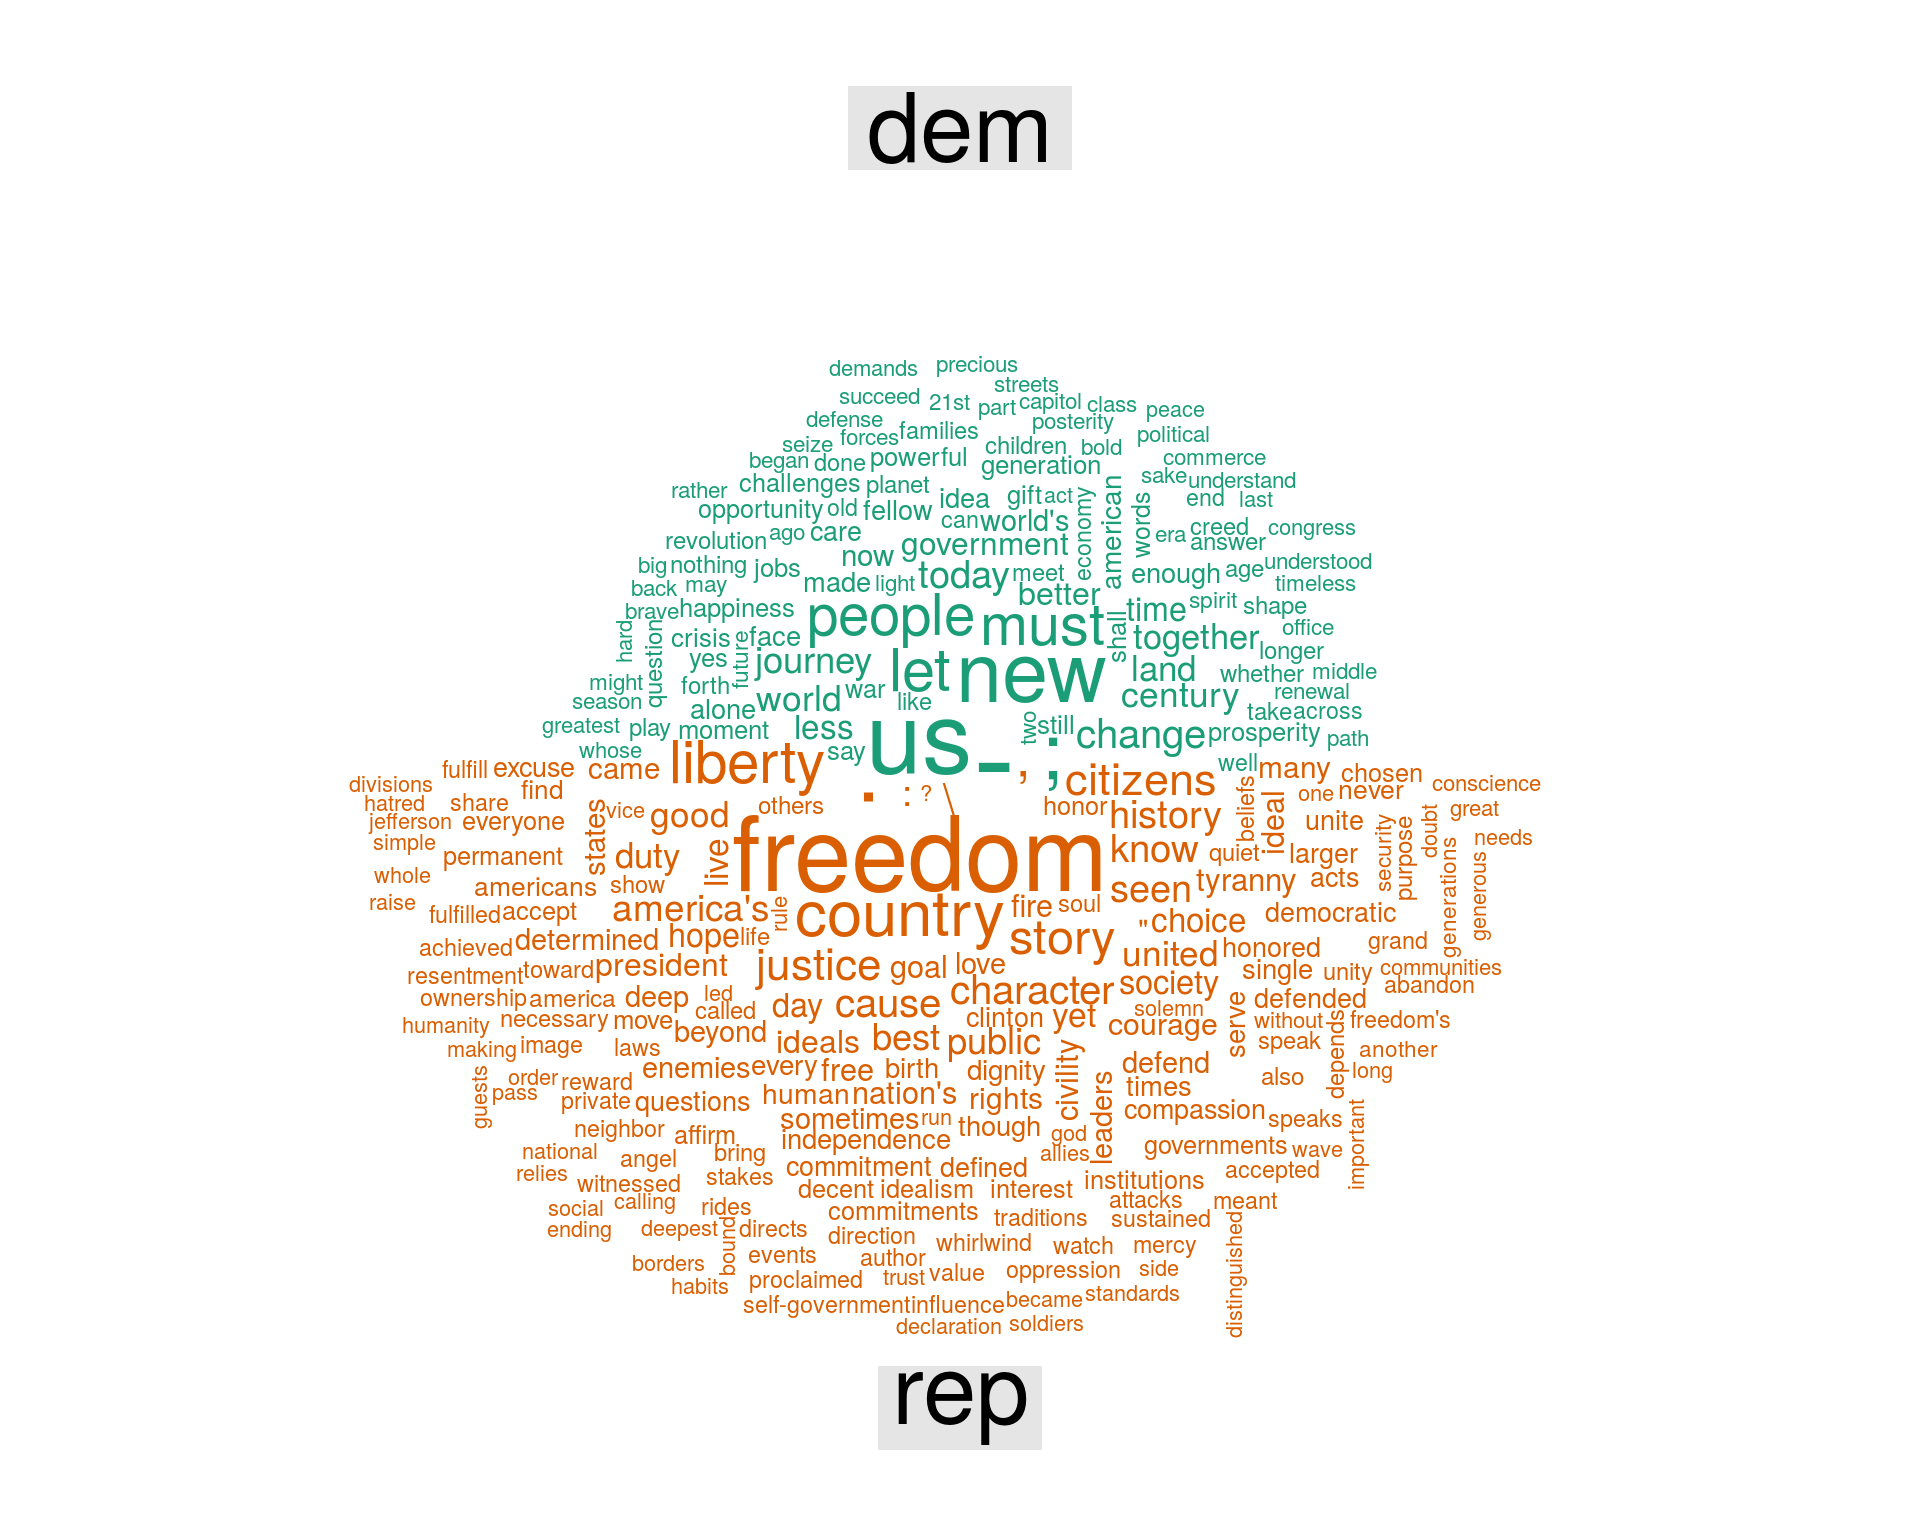 dem
demands precious
streets
succeed 21st part capitol class peace
defense forces families posterity political
seize children bold
began done powerful generation commerce
rather challenges planet idea gift act economy american words sake understand
opportunity old fellow can world's end last
revolution ago care era creed congress
now government answer
big nothing jobs today meet enough age understood
back may made light better timeless
brave happiness people must shall time spirit shape
hard question crisis face together office
yes future journey let new land longer
might forth world war century whether middle
season alone like renewal
greatest play moment less two still change take across
whose say us - ; prosperity path
well
fulfill excuse came liberty , citizens many chosen
divisions find . : ? beliefs ideal one never conscience
hatred share states vice good others honor history unite great
jefferson everyone doubt
simple permanent duty live freedom know quiet larger security purpose needs
whole americans show seen tyranny acts generations generous
raise fulfilled accept america's rule country fire soul " choice democratic
achieved determined hope life story united honored grand
resentment toward president justice goal love society single unity communities
ownership america deep led day cause character solemn defended abandon
humanity necessary move called clinton yet courage serve without freedom's
making image laws beyond ideals best public civility speak depends another
guests order reward enemies every free birth dignity defend also long
pass private questions human nation's rights leaders times
neighbor affirm sometimes run though god compassion speaks important
national angel bring independence allies governments wave
relies witnessed stakes commitment defined institutions accepted
social calling rides decent idealism interest attacks meant
ending deepest bound directs commitments traditions sustained distinguished
borders events direction whirlwind watch mercy
habits proclaimed author trust value oppression side
self-government influence became standards
declaration soldiers
rep